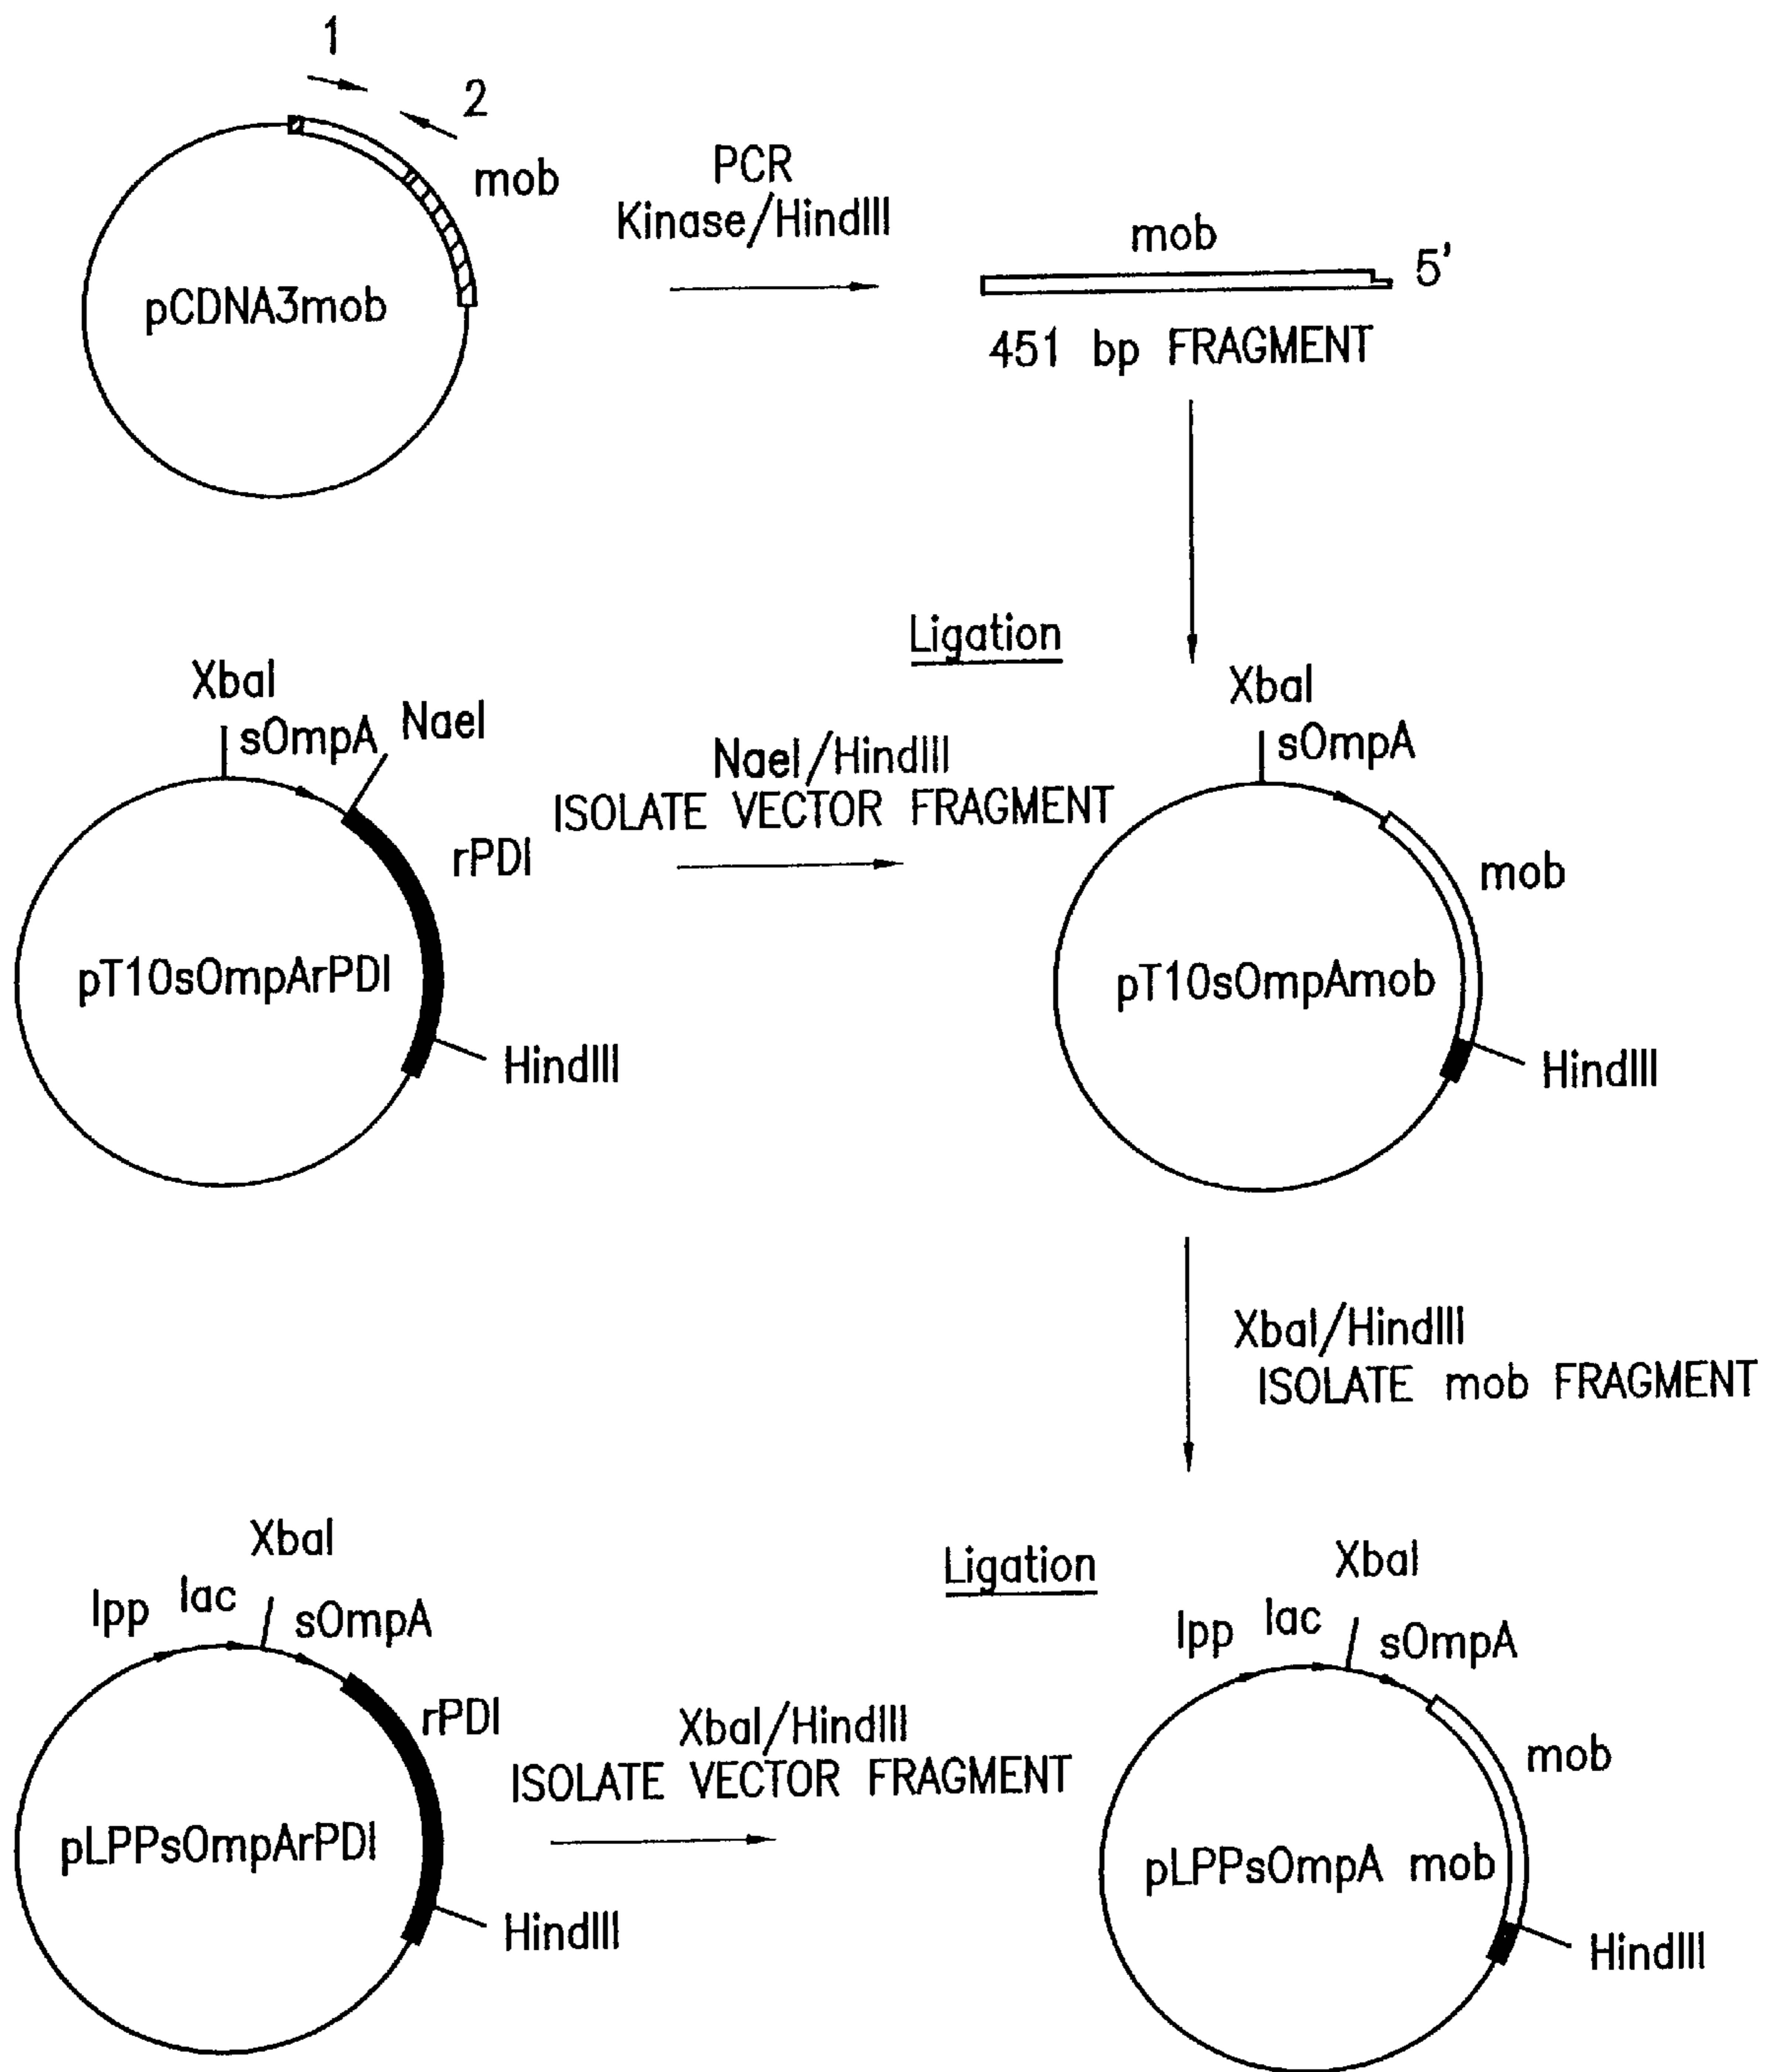 1
2
mob
pCDNA3mob
PCR
Kinase/HindIII
mob
5'
451 bp FRAGMENT
Ligation
XbaI
sOmpA
NaeI
rPDI
pT10sOmpArPDI
HindIII
NaeI/HindIII
ISOLATE VECTOR FRAGMENT
XbaI
sOmpA
mob
pT10sOmpAmob
HindIII
XbaI/HindIII
ISOLATE mob FRAGMENT
XbaI
lpp lac
sOmpA
rPDI
pLPPsOmpArPDI
HindIII
XbaI/HindIII
ISOLATE VECTOR FRAGMENT
Ligation
XbaI
lpp lac
sOmpA
mob
pLPPsOmpA mob
HindIII